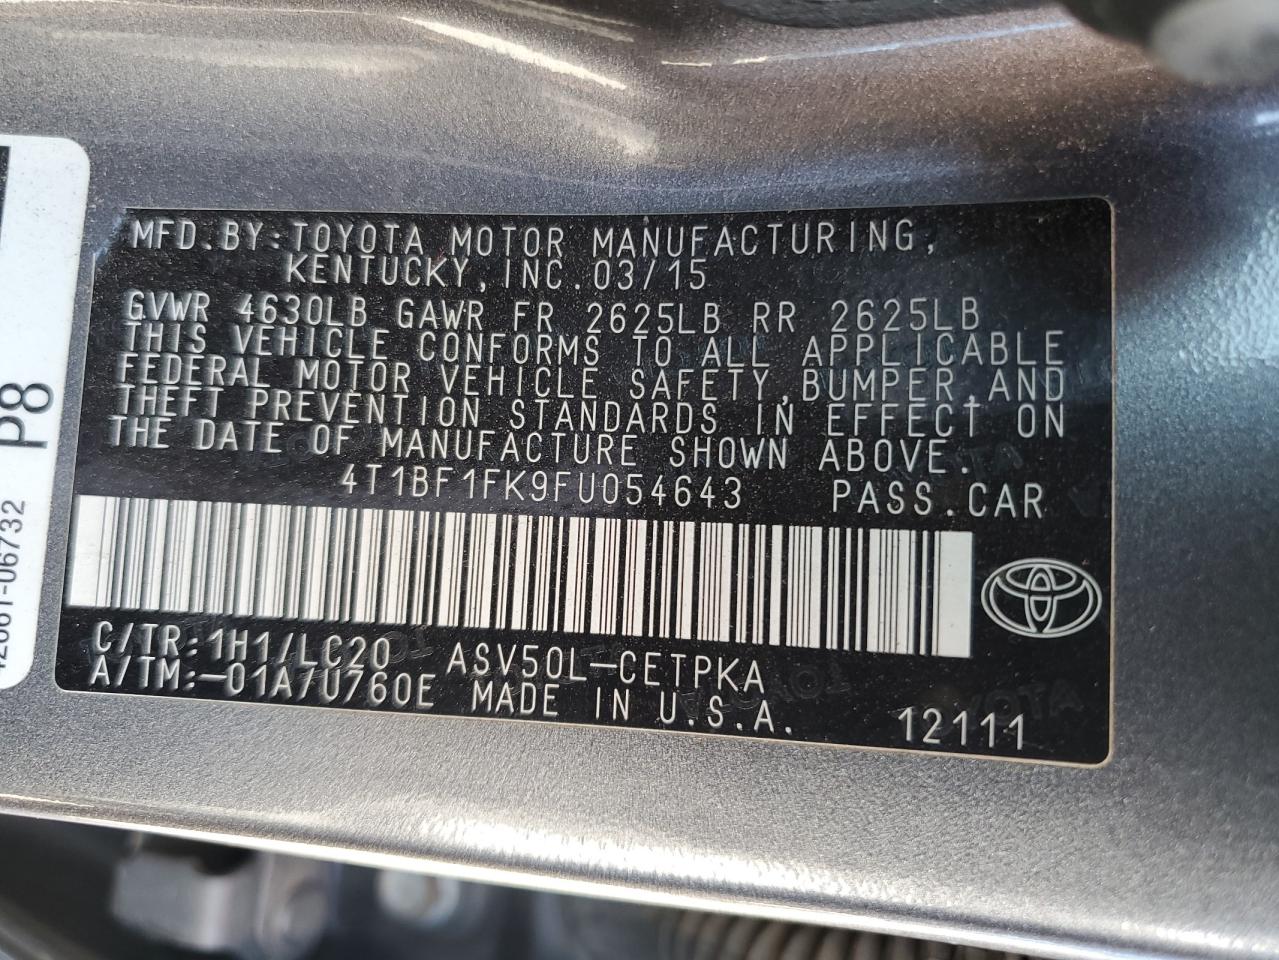 MFD.BY:TOYOTA MOTOR MANUFACTURING,
KENTUCKY,INC.03/15
GVWR 4630LB GAWR FR 2625LB RR 2625LB
THIS VEHICLE CONFORMS TO ALL APPLICABLE
FEDERAL MOTOR VEHICLE SAFETY,BUMPER,AND
THEFT PREVENTION STANDARDS IN EFFECT ON
THE DATE OF MANUFACTURE SHOWN ABOVE.
4T1BF1FK9FU054643 PASS.CAR
C/TR:1H1/LC20 ASV50L-CETPKA
A/TM:-01A/U760E MADE IN U.S.A. 12111
P8